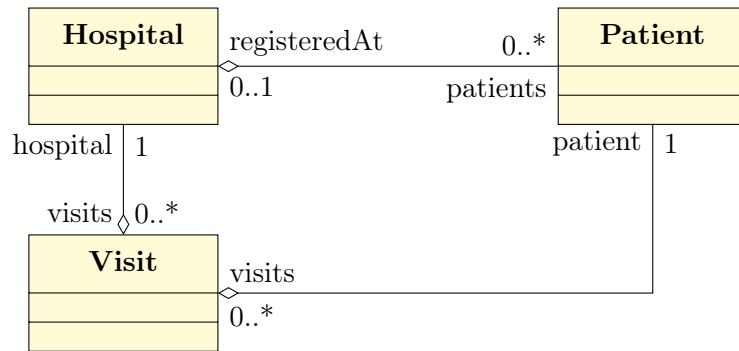 Hospital
registeredAt
0..*
Patient
0..1
patients
hospital
1
patient
1
visits
0..*
Visit
visits
0..*